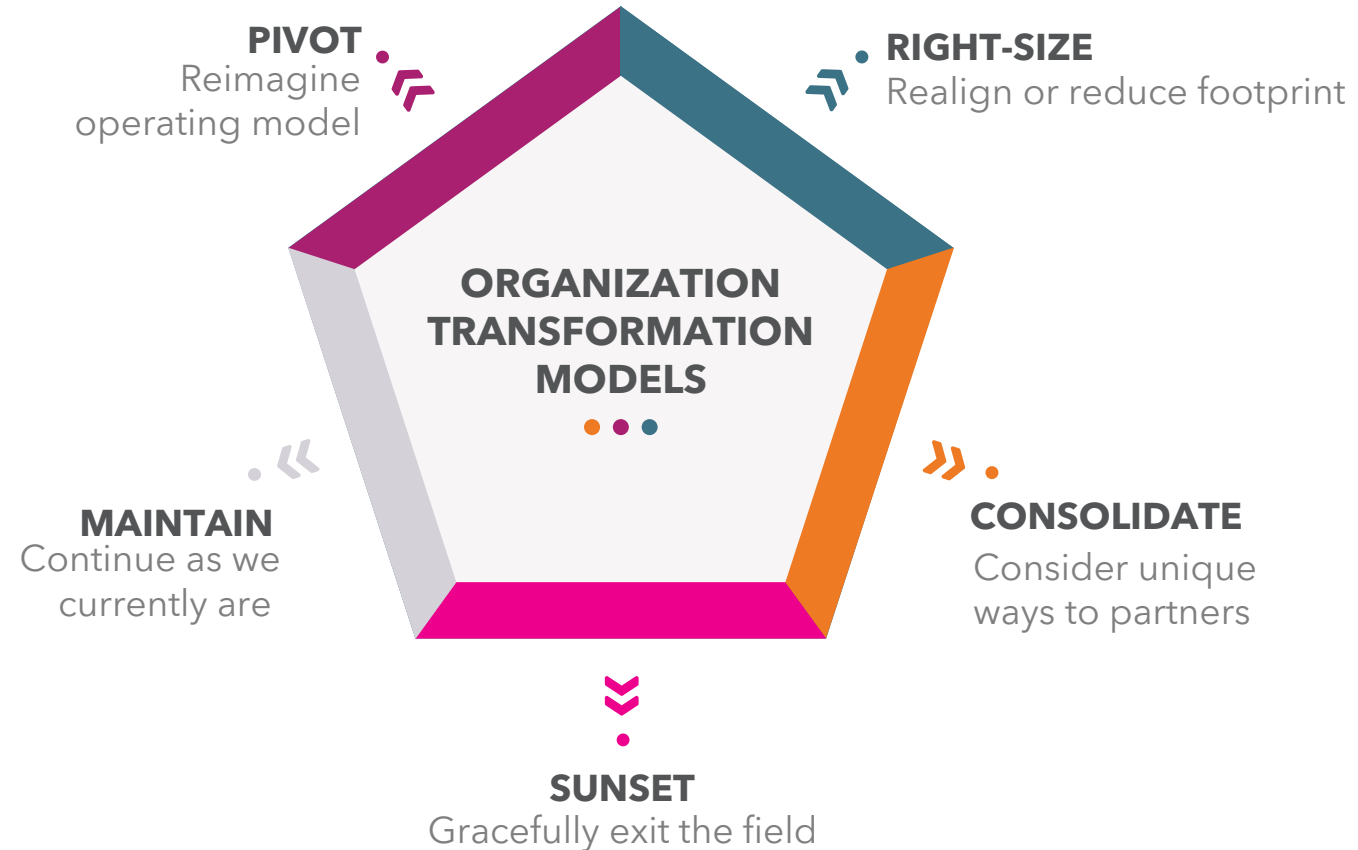 PIVOT
Reimagine
operating model
RIGHT-SIZE
Realign or reduce footprint
ORGANIZATION
TRANSFORMATION
MODELS
MAINTAIN
Continue as we
currently are
CONSOLIDATE
Consider unique
ways to partners
SUNSET
Gracefully exit the field